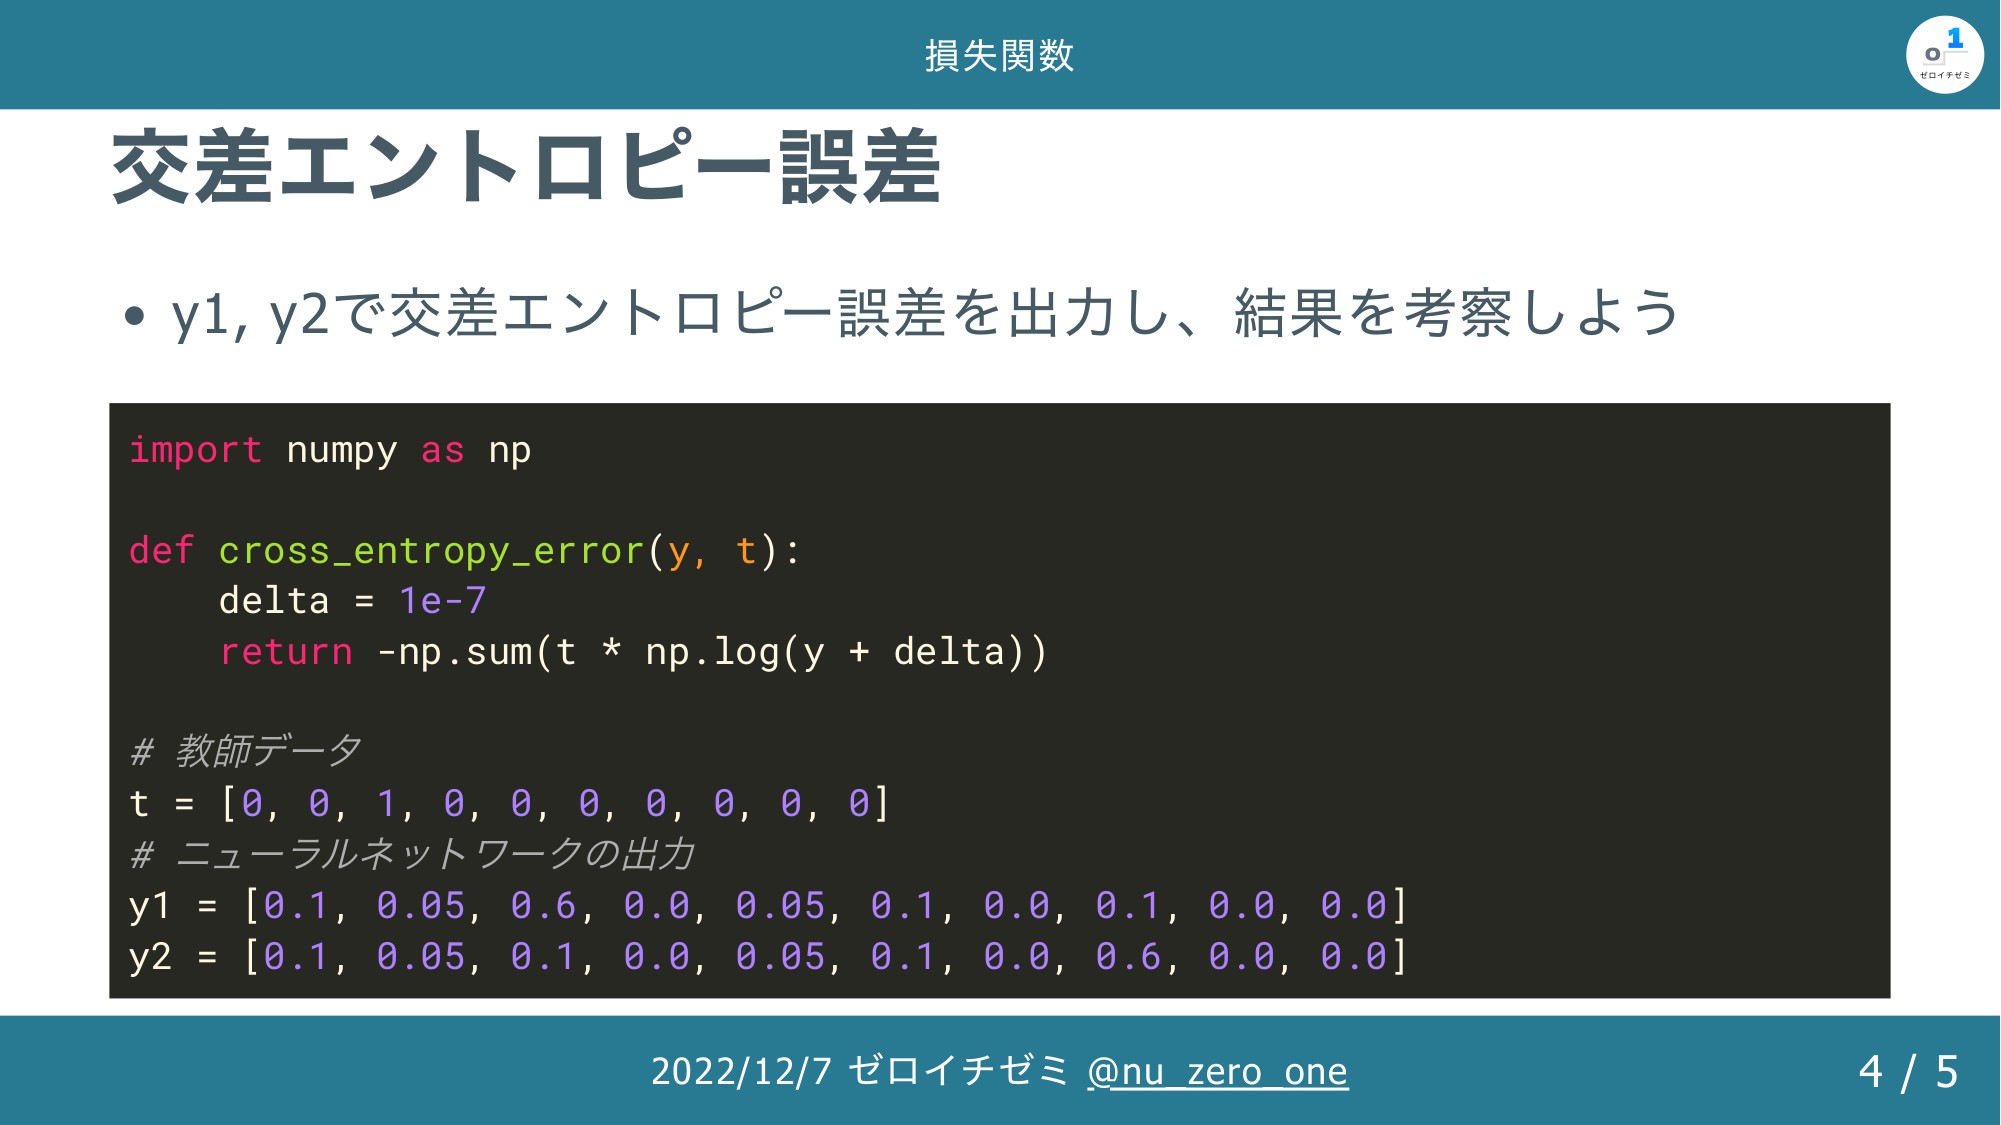 損失関数
o 1
ゼロイチゼミ
交差エントロピー誤差
• y1, y2で交差エントロピー誤差を出力し、結果を考察しよう
import numpy as np
def cross_entropy_error(y, t):
    delta = 1e-7
    return -np.sum(t * np.log(y + delta))
# 教師データ
t = [0, 0, 1, 0, 0, 0, 0, 0, 0, 0]
# ニューラルネットワークの出力
y1 = [0.1, 0.05, 0.6, 0.0, 0.05, 0.1, 0.0, 0.1, 0.0, 0.0]
y2 = [0.1, 0.05, 0.1, 0.0, 0.05, 0.1, 0.0, 0.6, 0.0, 0.0]
2022/12/7 ゼロイチゼミ @nu_zero_one
4 / 5